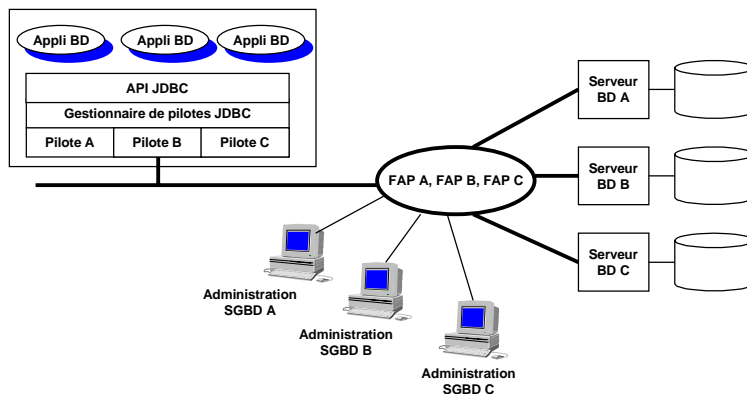 Appli BD
Appli BD
Appli BD
API JDBC
Gestionnaire de pilotes JDBC
Pilote A
Pilote B
Pilote C
FAP A, FAP B, FAP C
Serveur
BD A
Serveur
BD B
Serveur
BD C
Administration
SGBD A
Administration
SGBD B
Administration
SGBD C